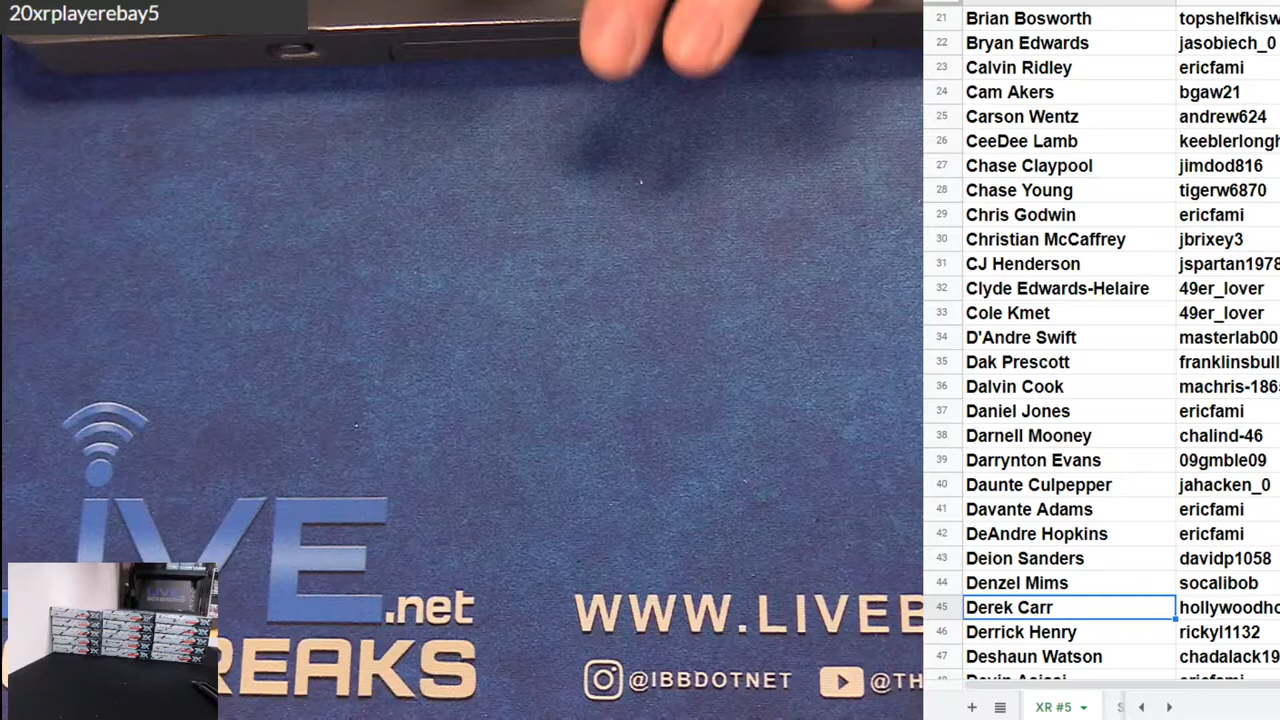 20xrplayerebay5
21 Brian Bosworth topshelfkisw
22 Bryan Edwards jasobiech_0
23 Calvin Ridley ericfami
24 Cam Akers bgaw21
25 Carson Wentz andrew624
26 CeeDee Lamb keeblerlongh
27 Chase Claypool jimdod816
28 Chase Young tigerw6870
29 Chris Godwin ericfami
30 Christian McCaffrey jbrixey3
31 CJ Henderson jspartan1978
32 Clyde Edwards-Helaire 49er_lover
33 Cole Kmet 49er_lover
34 D'Andre Swift masterlab00
35 Dak Prescott franklinsbull
36 Dalvin Cook machris-186
37 Daniel Jones ericfami
38 Darnell Mooney chalind-46
39 Darrynton Evans 09gmble09
40 Daunte Culpepper jahacken_0
41 Davante Adams ericfami
42 DeAndre Hopkins ericfami
43 Deion Sanders davidp1058
44 Denzel Mims socalibob
45 Derek Carr hollywoodho
46 Derrick Henry rickyl1132
47 Deshaun Watson chadalack19
XR #5
iVE
.net
REAKS
WWW.LIVEB
@IBBDOTNET
@TH